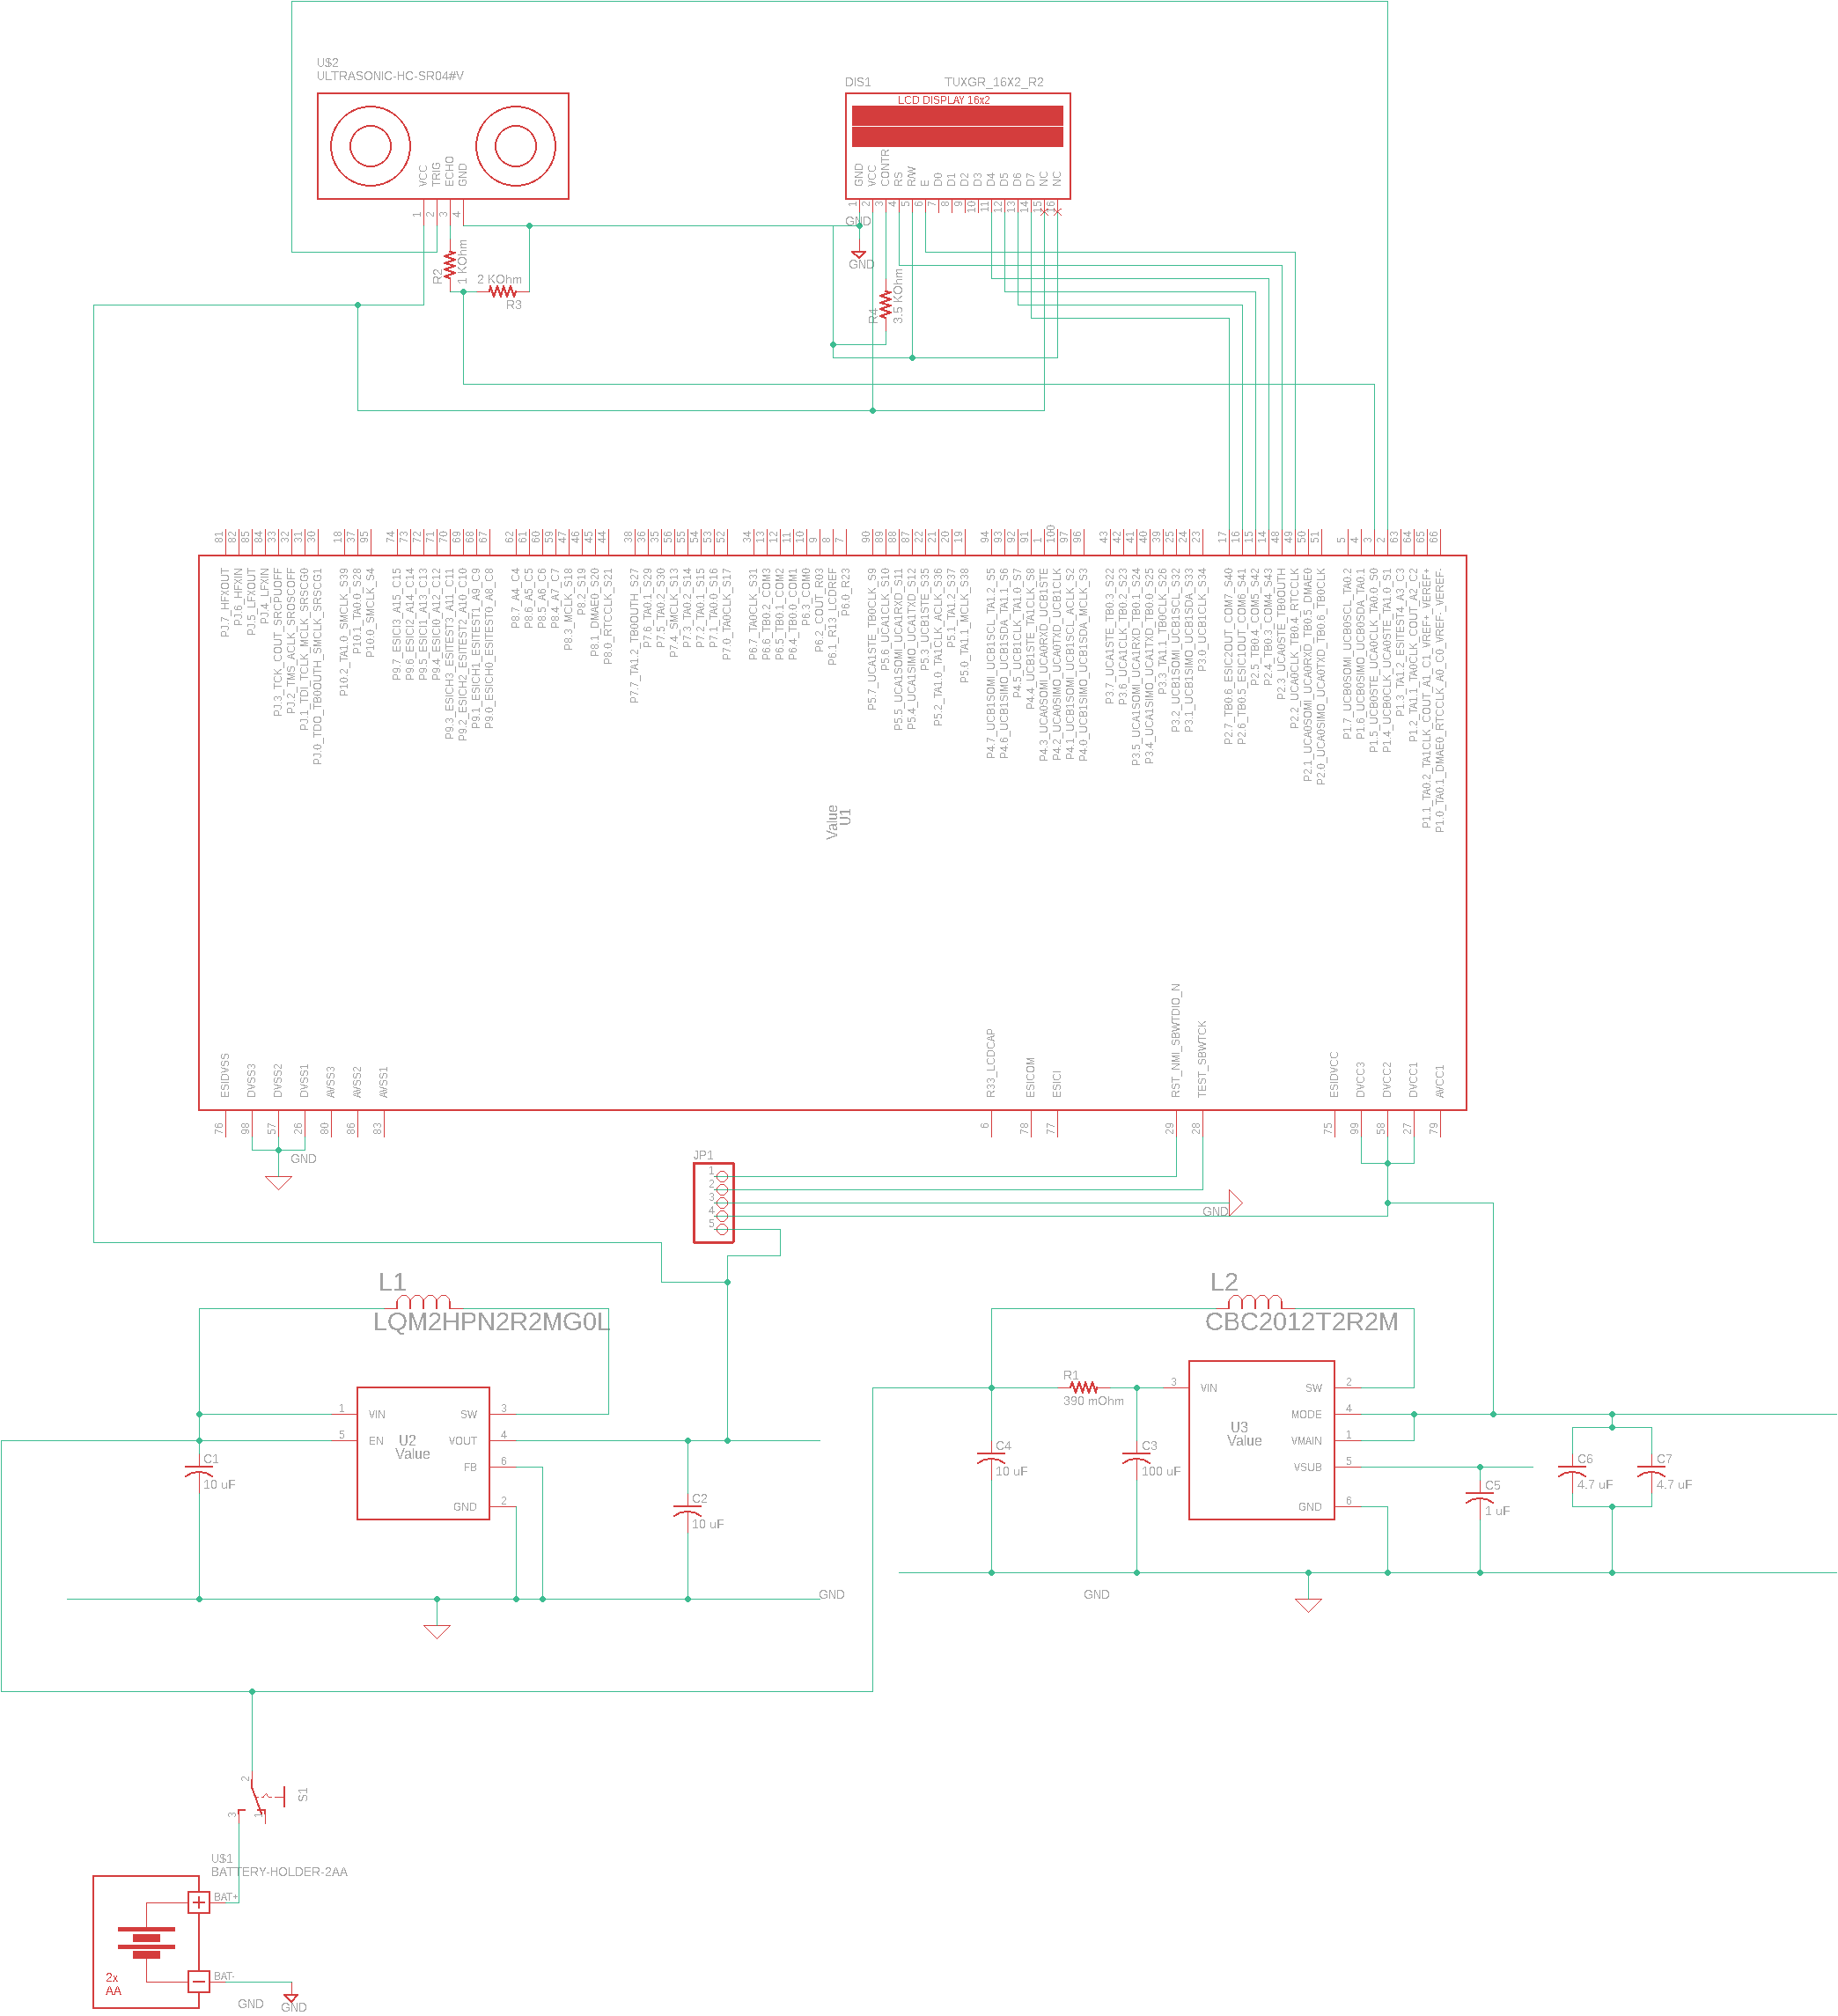 U$2
ULTRASONIC-HC-SR04#V
VCC
TRIG
ECHO
GND
1
2
3
4
R2
1 KOhm
2 KOhm
R3
DIS1
TUXGR_16X2_R2
LCD DISPLAY 16x2
GND
VCC
CONTR
RS
R/W
E
D0
D1
D2
D3
D4
D5
D6
D7
NC
NC
1
2
3
4
5
6
7
8
9
10
11
12
13
14
15
16
GND
GND
R4
3.5 KOhm
81
82
85
84
33
32
31
30
18
37
95
74
73
72
71
70
69
68
67
62
61
60
59
47
46
45
44
38
36
35
56
55
54
53
52
34
13
12
11
10
9
8
7
90
89
88
87
22
21
20
19
94
93
92
91
1
100
97
96
43
42
41
40
39
25
24
23
17
16
15
14
48
49
50
51
5
4
3
2
63
64
65
66
PJ.7_HFXOUT
PJ.6_HFXIN
PJ.5_LFXOUT
PJ.4_LFXIN
PJ.3_TCK_COUT_SRCPUOFF
PJ.2_TMS_ACLK_SROSCOFF
PJ.1_TDI_TCLK_MCLK_SRSCG0
PJ.0_TDO_TB0OUTH_SMCLK_SRSCG1
P10.2_TA1.0_SMCLK_S39
P10.1_TA0.0_S28
P10.0_SMCLK_S4
P9.7_ESICI3_A15_C15
P9.6_ESICI2_A14_C14
P9.5_ESICI1_A13_C13
P9.4_ESICI0_A12_C12
P9.3_ESICH3_ESITEST3_A11_C11
P9.2_ESICH2_ESITEST2_A10_C10
P9.1_ESICH1_ESITEST1_A9_C9
P9.0_ESICH0_ESITEST0_A8_C8
P8.7_A4_C4
P8.6_A5_C5
P8.5_A6_C6
P8.4_A7_C7
P8.3_MCLK_S18
P8.2_S19
P8.1_DMAE0_S20
P8.0_RTCCLK_S21
P7.7_TA1.2_TB0OUTH_S27
P7.6_TA0.1_S29
P7.5_TA0.2_S30
P7.4_SMCLK_S13
P7.3_TA0.2_S14
P7.2_TA0.1_S15
P7.1_TA0.0_S16
P7.0_TA0CLK_S17
P6.7_TA0CLK_S31
P6.6_TB0.2_COM3
P6.5_TB0.1_COM2
P6.4_TB0.0_COM1
P6.3_COM0
P6.2_COUT_R03
P6.1_R13_LCDREF
P6.0_R23
P5.7_UCA1STE_TB0CLK_S9
P5.6_UCA1CLK_S10
P5.5_UCA1SOMI_UCA1RXD_S11
P5.4_UCA1SIMO_UCA1TXD_S12
P5.3_UCB1STE_S35
P5.2_TA1.0_TA1CLK_ACLK_S36
P5.1_TA1.2_S37
P5.0_TA1.1_MCLK_S38
P4.7_UCB1SOMI_UCB1SCL_TA1.2_S5
P4.6_UCB1SIMO_UCB1SDA_TA1.1_S6
P4.5_UCB1CLK_TA1.0_S7
P4.4_UCB1STE_TA1CLK_S8
P4.3_UCA0SOMI_UCA0RXD_UCB1STE
P4.2_UCA0SIMO_UCA0TXD_UCB1CLK
P4.1_UCB1SOMI_UCB1SCL_ACLK_S2
P4.0_UCB1SIMO_UCB1SDA_MCLK_S3
P3.7_UCA1STE_TB0.3_S22
P3.6_UCA1CLK_TB0.2_S23
P3.5_UCA1SOMI_UCA1RXD_TB0.1_S24
P3.4_UCA1SIMO_UCA1TXD_TB0.0_S25
P3.3_TA1.1_TB0CLK_S26
P3.2_UCB1SOMI_UCB1SCL_S32
P3.1_UCB1SIMO_UCB1SDA_S33
P3.0_UCB1CLK_S34
P2.7_TB0.6_ESIC2OUT_COM7_S40
P2.6_TB0.5_ESIC1OUT_COM6_S41
P2.5_TB0.4_COM5_S42
P2.4_TB0.3_COM4_S43
P2.3_UCA0STE_TB0OUTH
P2.2_UCA0CLK_TB0.4_RTCCLK
P2.1_UCA0SOMI_UCA0RXD_TB0.5_DMAE0
P2.0_UCA0SIMO_UCA0TXD_TB0.6_TB0CLK
P1.7_UCB0SOMI_UCB0SCL_TA0.2
P1.6_UCB0SIMO_UCB0SDA_TA0.1
P1.5_UCB0STE_UCA0CLK_TA0.0_S0
P1.4_UCB0CLK_UCA0STE_TA1.0_S1
P1.3_TA1.2_ESITEST4_A3_C3
P1.2_TA1.1_TA0CLK_COUT_A2_C2
P1.1_TA0.2_TA1CLK_COUT_A1_C1_VREF+_VEREF+
P1.0_TA0.1_DMAE0_RTCCLK_A0_C0_VREF-_VEREF-
Value
U1
ESIDVSS
DVSS3
DVSS2
DVSS1
AVSS3
AVSS2
AVSS1
R33_LCDCAP
ESICOM
ESICI
RST_NMI_SBWTDIO_N
TEST_SBWTCK
ESIDVCC
DVCC3
DVCC2
DVCC1
AVCC1
76
98
57
26
80
86
83
6
78
77
29
28
75
99
58
27
79
GND
JP1
1
2
3
4
5
GND
L1
LQM2HPN2R2MG0L
L2
CBC2012T2R2M
1
VIN
SW
3
5
EN
U2
Value
VOUT
4
FB
6
GND
2
C1
10 uF
C2
10 uF
GND
R1
390 mOhm
3
VIN
SW
2
MODE
4
U3
Value
VMAIN
1
VSUB
5
GND
6
C4
10 uF
C3
100 uF
C5
1 uF
C6
4.7 uF
C7
4.7 uF
GND
2
S1
3
1
U$1
BATTERY-HOLDER-2AA
BAT+
2x
AA
BAT-
GND
GND